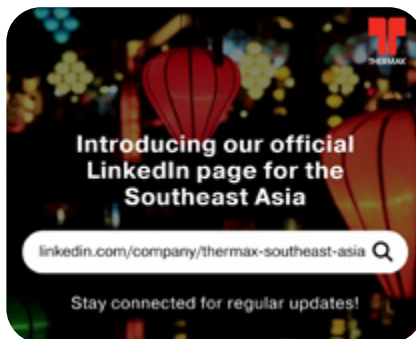 THERMAX
Introducing our official
LinkedIn page for the
Southeast Asia
linkedin.com/company/thermax-southeast-asia
Stay connected for regular updates!